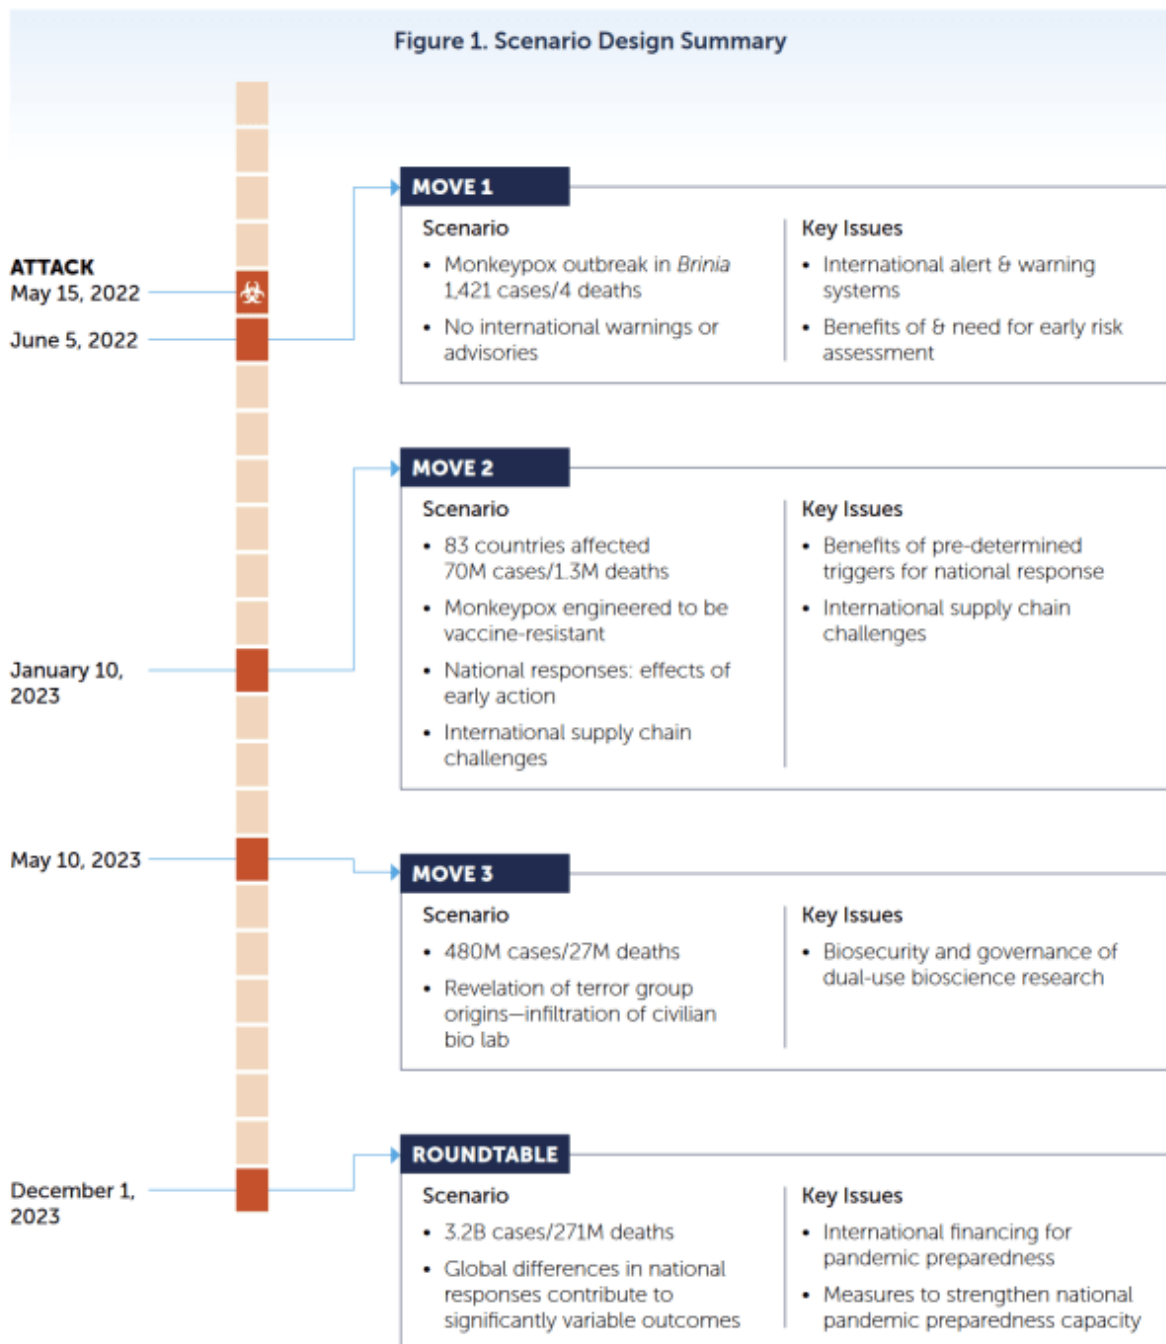 Figure 1. Scenario Design Summary
ATTACK
May 15, 2022
June 5, 2022
MOVE 1
Scenario
• Monkeypox outbreak in Brinia
1,421 cases/4 deaths
• No international warnings or
advisories
Key Issues
• International alert & warning
systems
• Benefits of & need for early risk
assessment
January 10,
2023
MOVE 2
Scenario
• 83 countries affected
70M cases/1.3M deaths
• Monkeypox engineered to be
vaccine-resistant
• National responses: effects of
early action
• International supply chain
challenges
Key Issues
• Benefits of pre-determined
triggers for national response
• International supply chain
challenges
May 10, 2023
MOVE 3
Scenario
• 480M cases/27M deaths
• Revelation of terror group
origins—infiltration of civilian
bio lab
Key Issues
• Biosecurity and governance of
dual-use bioscience research
December 1,
2023
ROUNDTABLE
Scenario
• 3.2B cases/271M deaths
• Global differences in national
responses contribute to
significantly variable outcomes
Key Issues
• International financing for
pandemic preparedness
• Measures to strengthen national
pandemic preparedness capacity